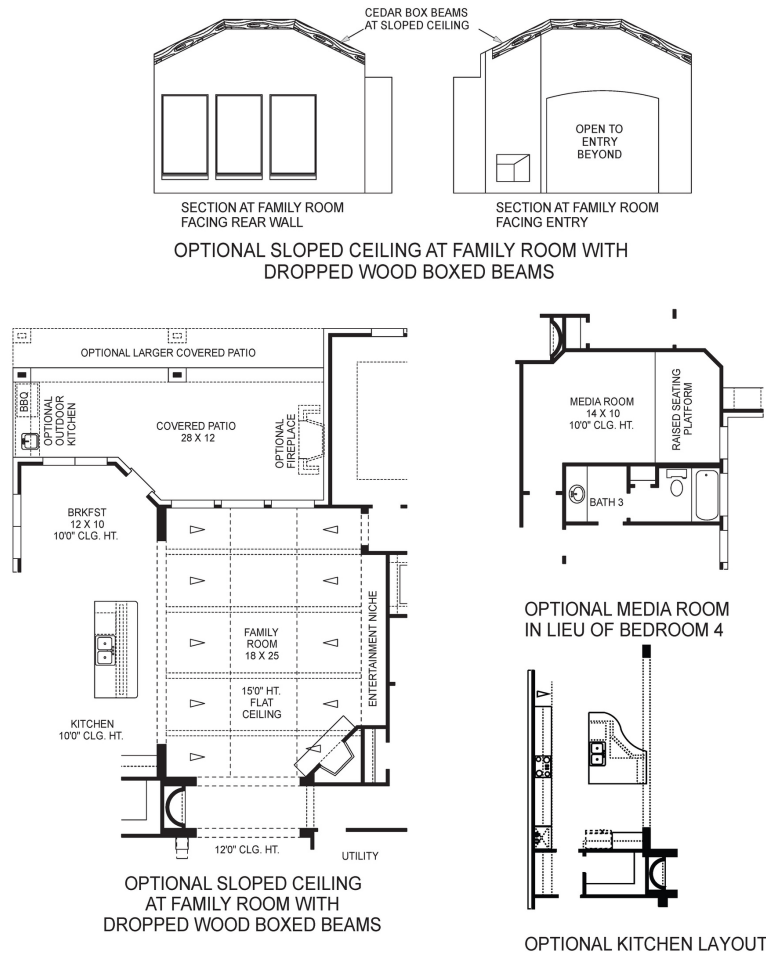 CEDAR BOX BEAMS
AT SLOPED CEILING
OPEN TO
ENTRY
BEYOND
SECTION AT FAMILY ROOM
FACING REAR WALL
SECTION AT FAMILY ROOM
FACING ENTRY
OPTIONAL SLOPED CEILING AT FAMILY ROOM WITH
DROPPED WOOD BOXED BEAMS
OPTIONAL LARGER COVERED PATIO
BBQ
OPTIONAL
OUTDOOR
KITCHEN
COVERED PATIO
28 X 12
OPTIONAL
FIREPLACE
BRKFST
12 X 10
10'0" CLG. HT.
FAMILY
ROOM
18 X 25
15'0" HT.
FLAT
CEILING
ENTERTAINMENT NICHE
KITCHEN
10'0" CLG. HT.
12'0" CLG. HT.
UTILITY
OPTIONAL SLOPED CEILING
AT FAMILY ROOM WITH
DROPPED WOOD BOXED BEAMS
MEDIA ROOM
14 X 10
10'0" CLG. HT.
RAISED SEATING
PLATFORM
BATH 3
OPTIONAL MEDIA ROOM
IN LIEU OF BEDROOM 4
OPTIONAL KITCHEN LAYOUT